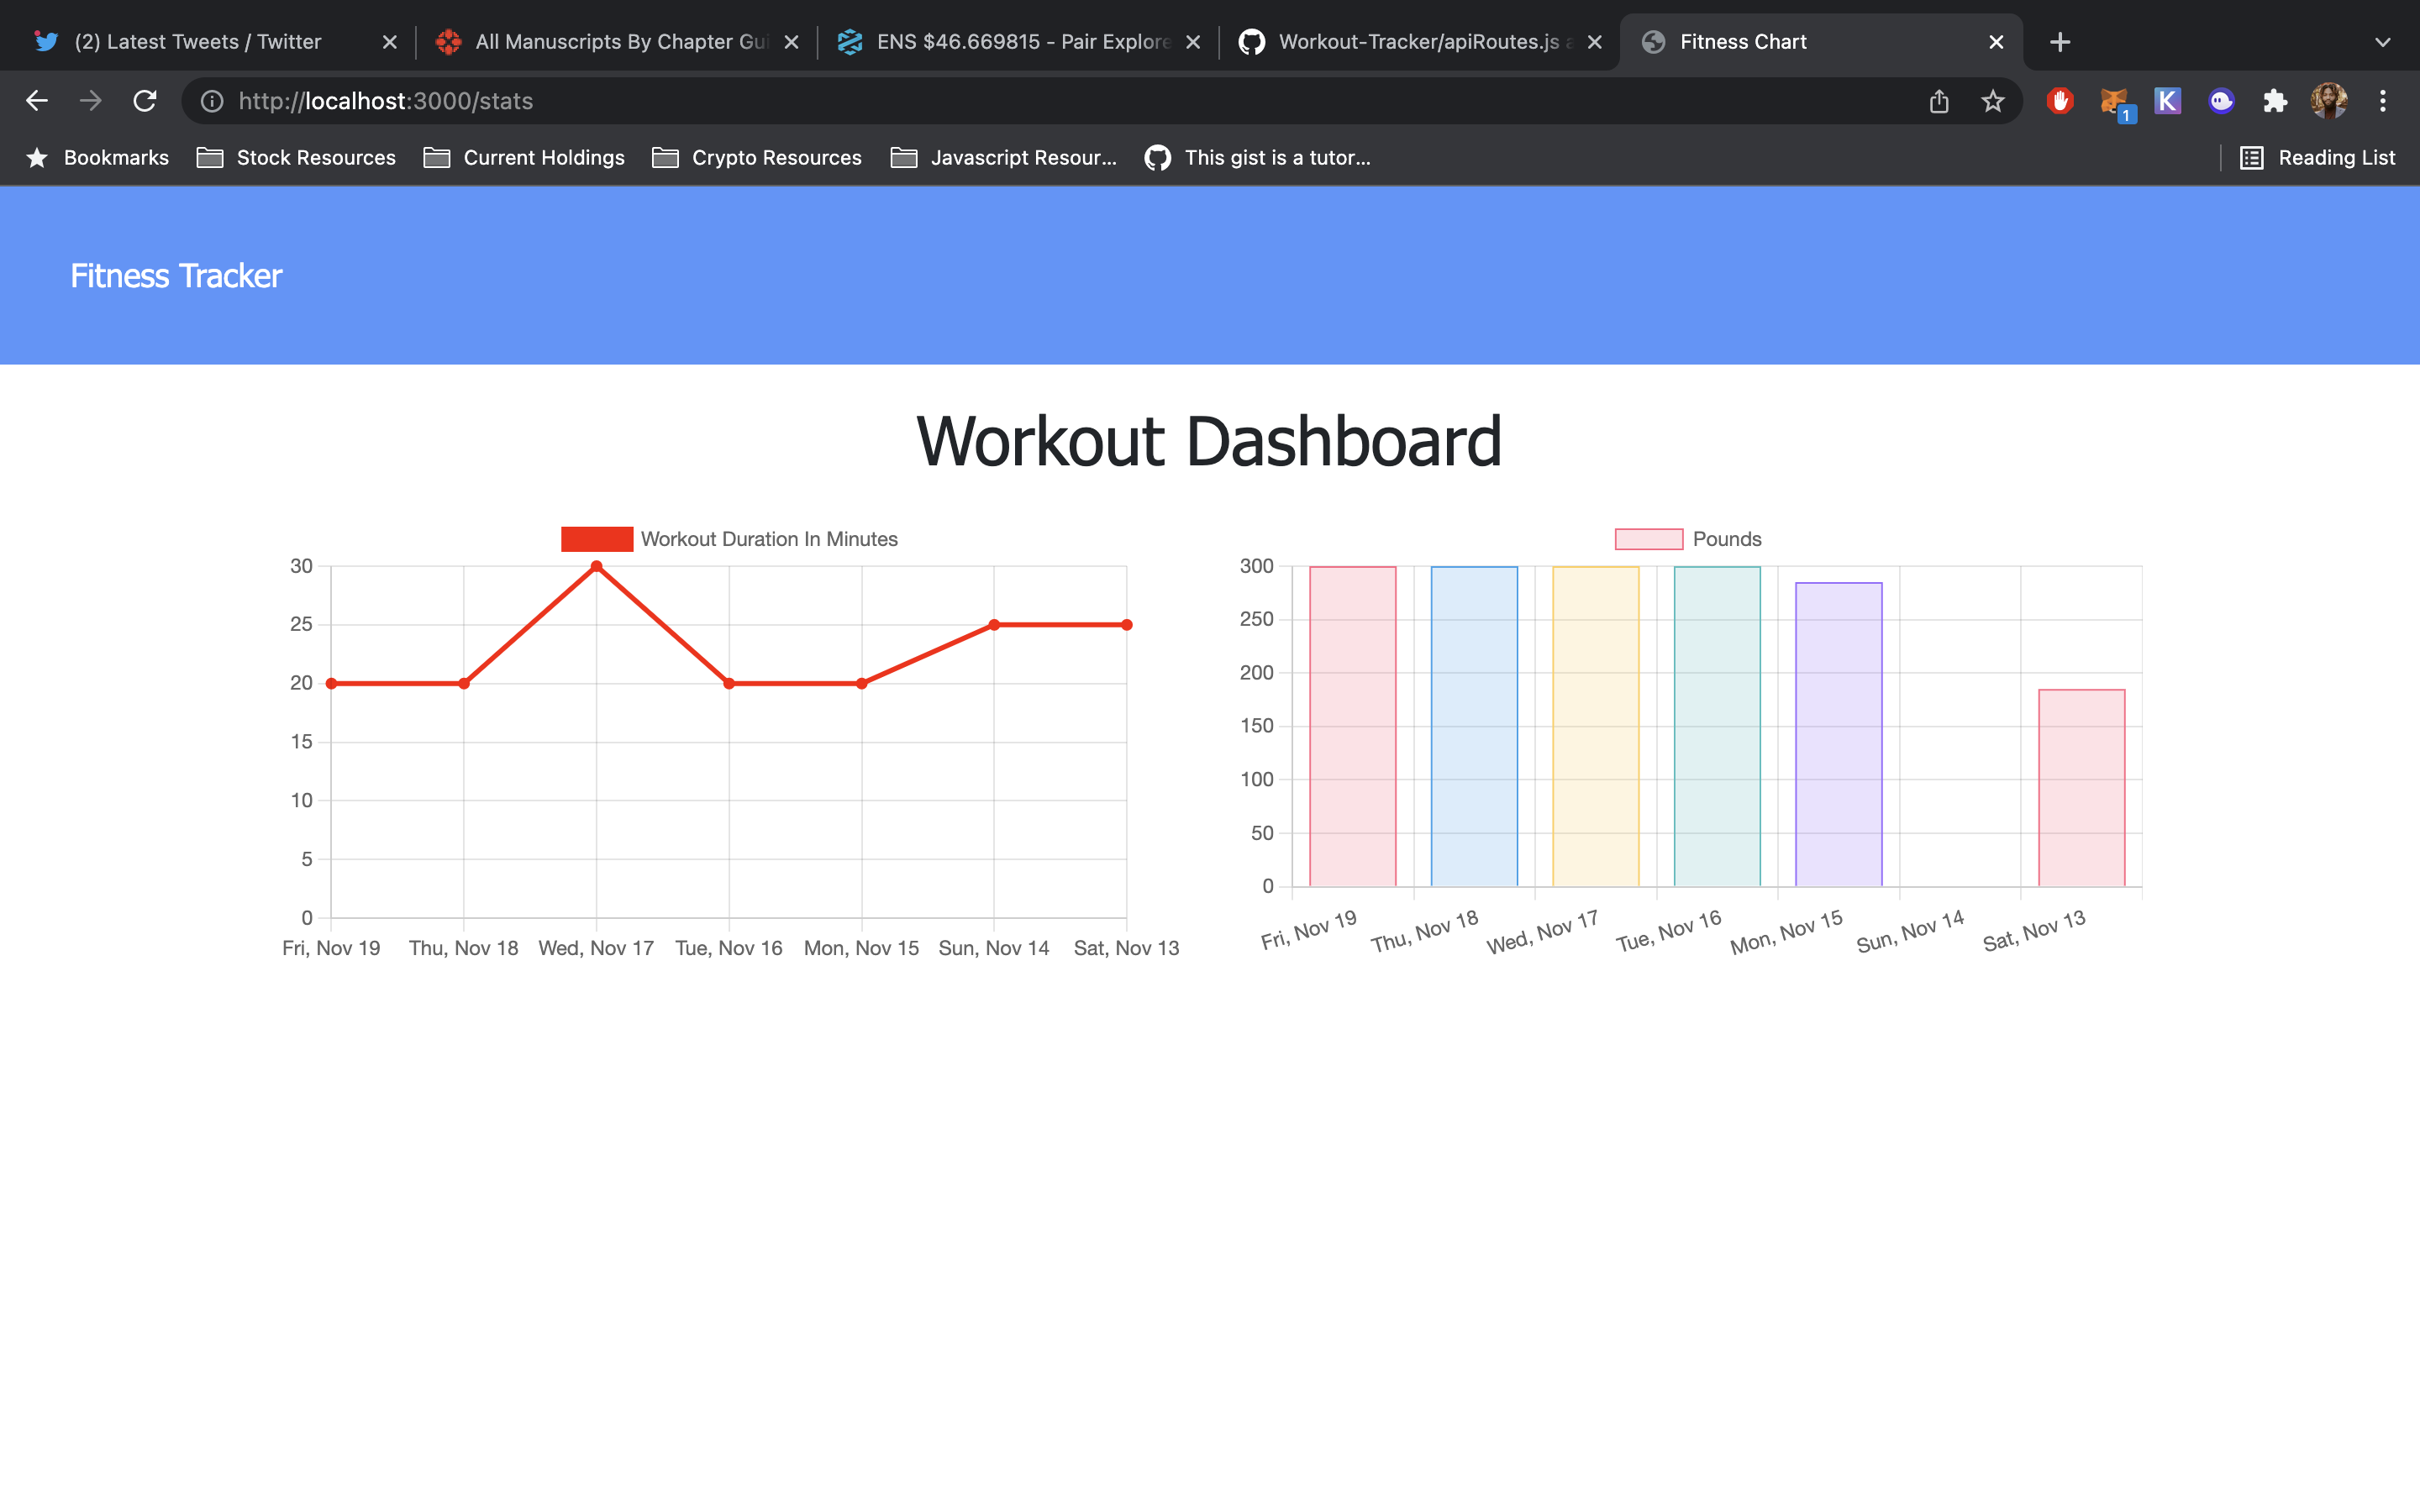 (2) Latest Tweets / Twitter
All Manuscripts By Chapter Gui
ENS $46.669815 - Pair Explore
Workout-Tracker/apiRoutes.js a
Fitness Chart
http://localhost:3000/stats
K
1
Bookmarks
Stock Resources
Current Holdings
Crypto Resources
Javascript Resour...
This gist is a tutor...
Reading List
Fitness Tracker
Workout Dashboard
Workout Duration In Minutes
30
25
20
15
10
5
0
Fri, Nov 19 Thu, Nov 18 Wed, Nov 17 Tue, Nov 16 Mon, Nov 15 Sun, Nov 14 Sat, Nov 13
Pounds
300
250
200
150
100
50
0
Fri, Nov 19 Thu, Nov 18 Wed, Nov 17 Tue, Nov 16 Mon, Nov 15 Sun, Nov 14 Sat, Nov 13